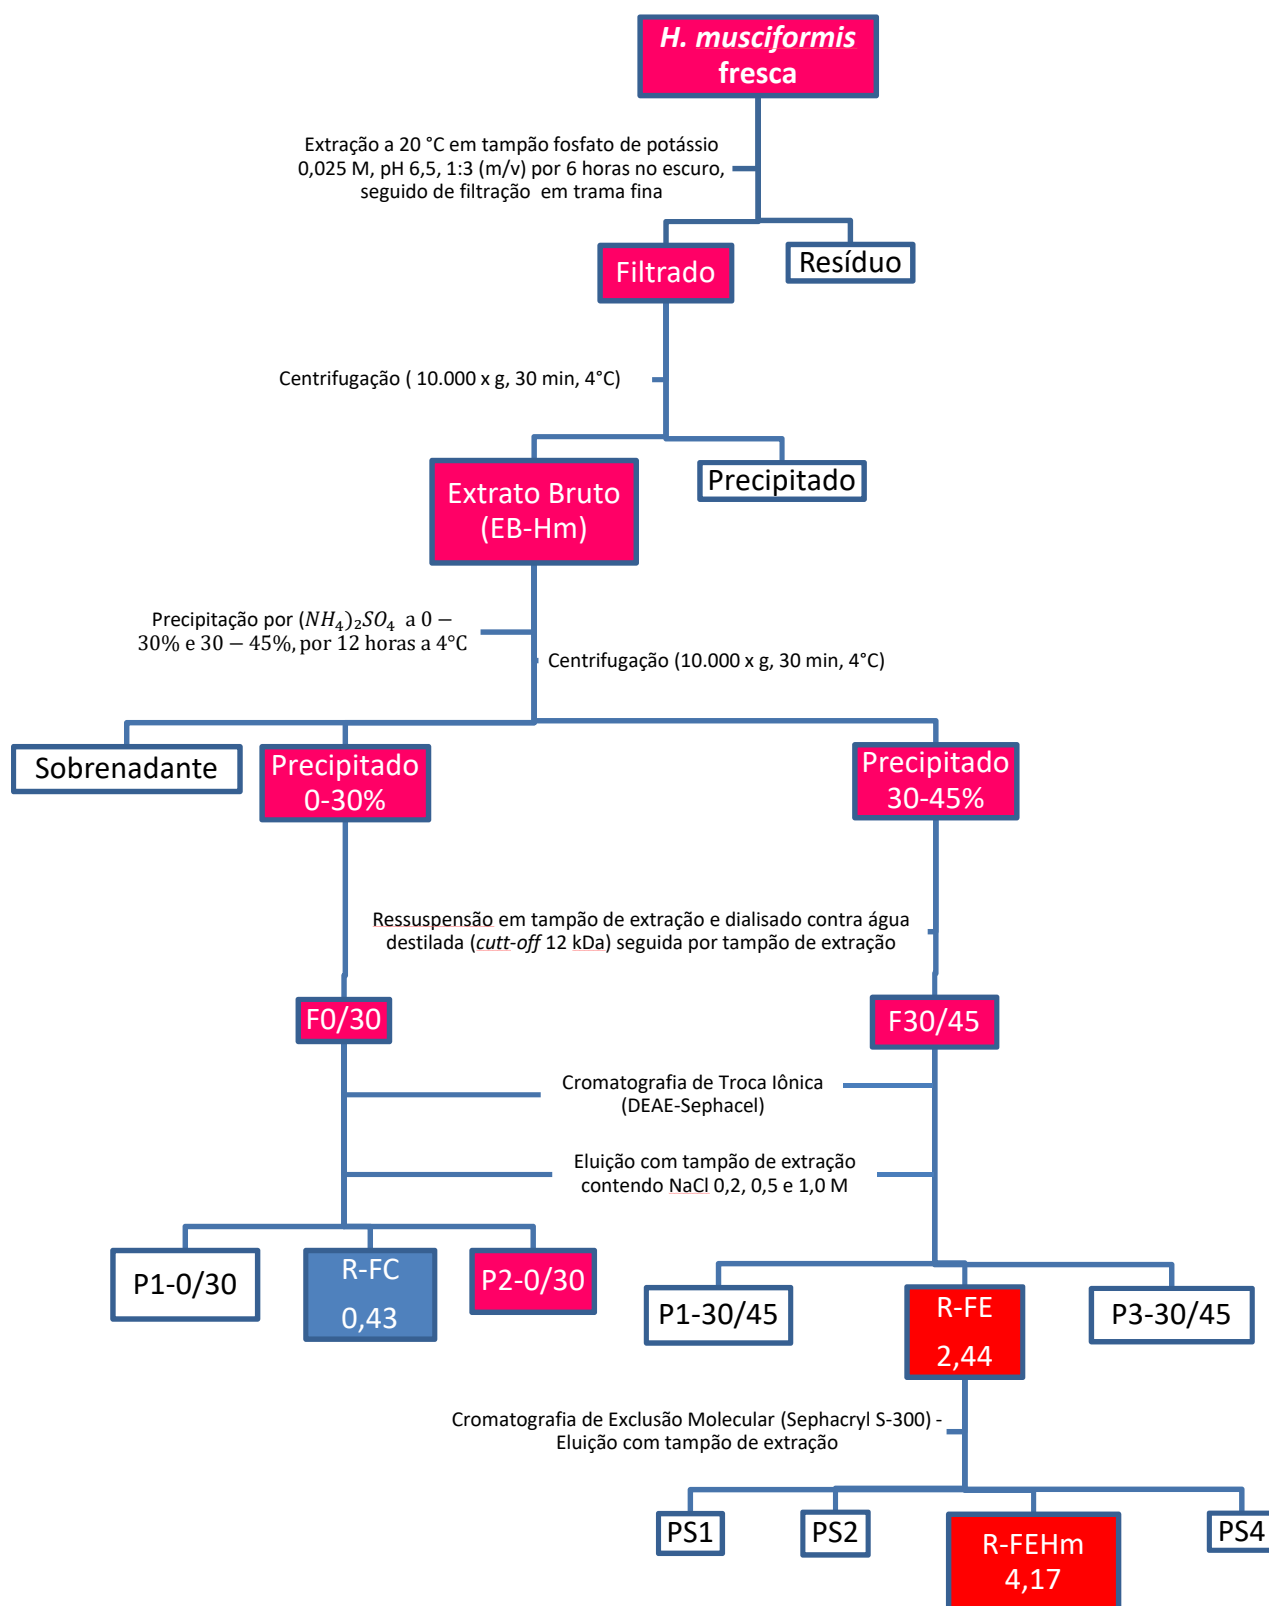 H. musciformis
fresca
Extração a 20 °C em tampão fosfato de potássio
0,025 M, pH 6,5, 1:3 (m/v) por 6 horas no escuro,
seguido de filtração em trama fina
Filtrado
Resíduo
Centrifugação ( 10.000 x g, 30 min, 4°C)
Extrato Bruto
(EB-Hm)
Precipitado
Precipitação por (NH₄)₂SO₄ a 0 –
30% e 30 – 45%, por 12 horas a 4°C
Centrifugação (10.000 x g, 30 min, 4°C)
Sobrenadante
Precipitado
0-30%
Precipitado
30-45%
Ressuspensão em tampão de extração e dialisado contra água
destilada (cutt-off 12 kDa) seguida por tampão de extração
F0/30
F30/45
Cromatografia de Troca Iônica
(DEAE-Sephacel)
Eluição com tampão de extração
contendo NaCl 0,2, 0,5 e 1,0 M
P1-0/30
R-FC
0,43
P2-0/30
P1-30/45
R-FE
2,44
P3-30/45
Cromatografia de Exclusão Molecular (Sephacryl S-300) -
Eluição com tampão de extração
PS1
PS2
R-FEHm
4,17
PS4